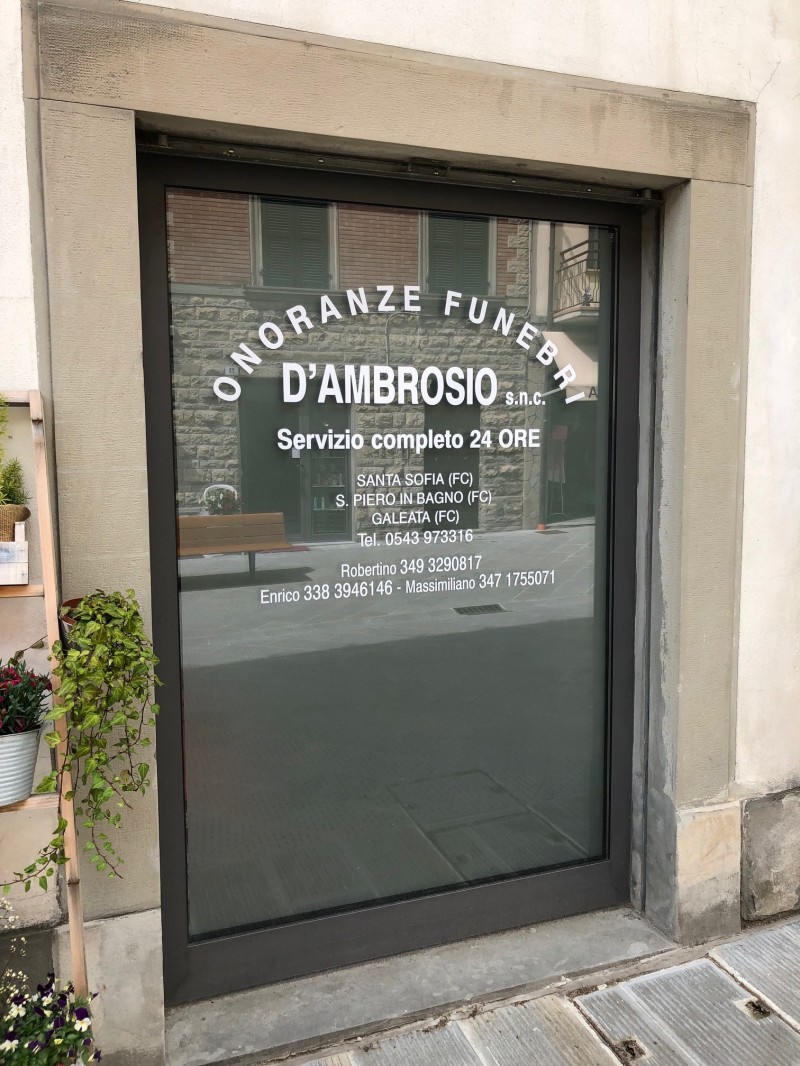 ONORANZE FUNEBRI
D'AMBROSIO s.n.c.
Servizio completo 24 ORE
SANTA SOFIA (FC)
S. PIERO IN BAGNO (FC)
GALEATA (FC)
Tel. 0543 973316
Robertino 349 3290817
Enrico 338 3946146 - Massimiliano 347 1755071